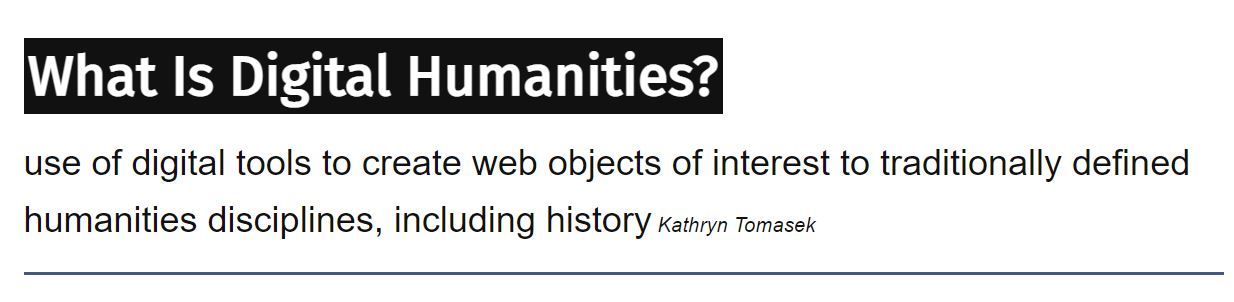 What Is Digital Humanities?
use of digital tools to create web objects of interest to traditionally defined
humanities disciplines, including history Kathryn Tomasek